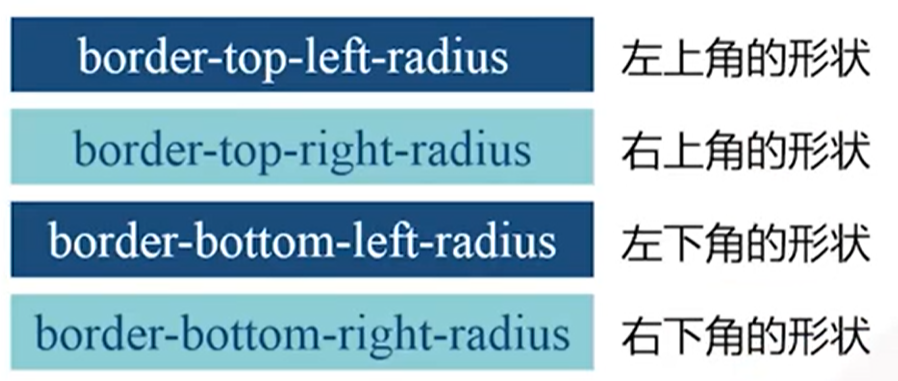 border-top-left-radius 左上角的形状
border-top-right-radius 右上角的形状
border-bottom-left-radius 左下角的形状
border-bottom-right-radius 右下角的形状